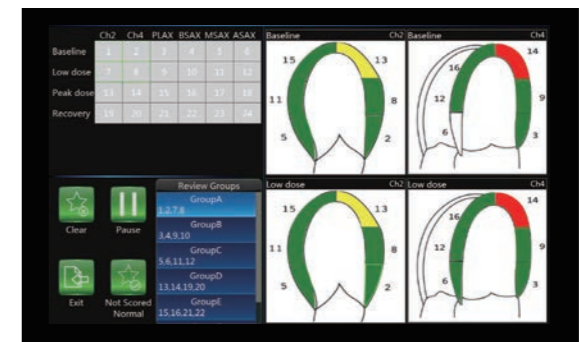 Ch2 Ch4 PLAX BSAX MSAX ASAX
Baseline 1 2 3 4 5 6
Low dose 7 8 9 10 11 12
Peak dose 13 14 15 16 17 18
Recovery 19 20 21 22 23 24
Clear
Pause
Exit
Not Scored
Normal
Review Groups
GroupA
1,2,7,8
GroupB
3,4,9,10
GroupC
5,6,11,12
GroupD
13,14,19,20
GroupE
15,16,21,22
Baseline Ch2
15 13
11 8
5 2
Baseline Ch4
14
16
12 9
6 3
Low dose Ch2
15 13
11 8
5 2
Low dose Ch4
14
16
12 9
6 3